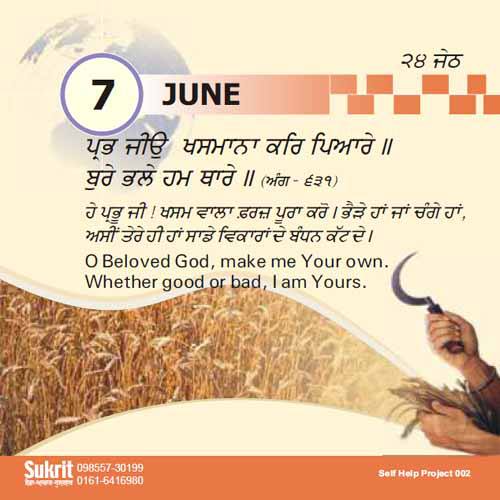 ੨੪ ਜੇਠ
7 JUNE
ਪ੍ਰਭ ਜੀਉ ਖਸਮਾਨਾ ਕਰਿ ਪਿਆਰੇ ॥
ਬੁਰੇ ਭਲੇ ਹਮ ਥਾਰੇ ॥ (ਅੰਗ - ੬੩੧)
ਹੇ ਪ੍ਰਭੂ ਜੀ ! ਖਸਮ ਵਾਲਾ ਫ਼ਰਜ਼ ਪੂਰਾ ਕਰੋ । ਭੈੜੇ ਹਾਂ ਜਾਂ ਚੰਗੇ ਹਾਂ,
ਅਸੀਂ ਤੇਰੇ ਹੀ ਹਾਂ ਸਾਡੇ ਵਿਕਾਰਾਂ ਦੇ ਬੰਧਨ ਕੱਟ ਦੇ ।
O Beloved God, make me Your own.
Whether good or bad, I am Yours.
Sukrit
098557-30199
0161-6416980
Self Help Project 002